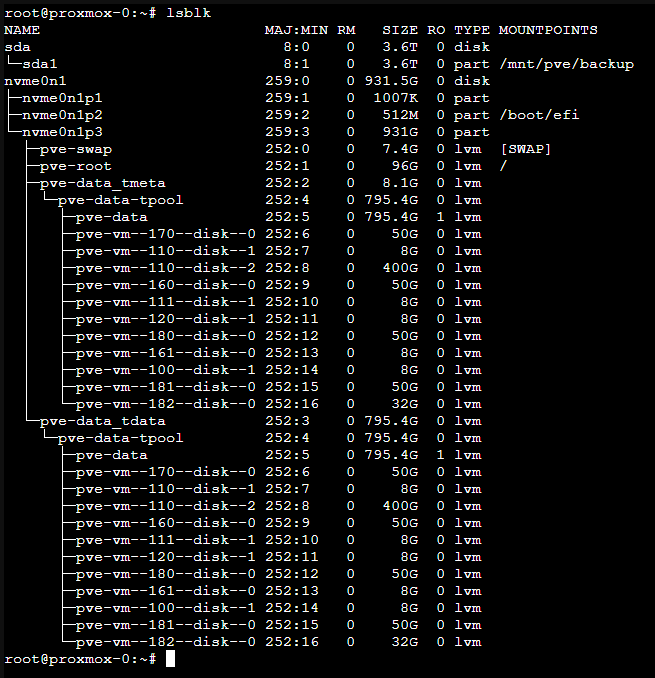 root@proxmox-0:~# lsblk
NAME                         MAJ:MIN RM   SIZE RO TYPE MOUNTPOINTS
sda                            8:0    0   3.6T  0 disk
└─sda1                         8:1    0   3.6T  0 part /mnt/pve/backup
nvme0n1                      259:0    0 931.5G  0 disk
├─nvme0n1p1                  259:1    0  1007K  0 part
├─nvme0n1p2                  259:2    0   512M  0 part /boot/efi
└─nvme0n1p3                  259:3    0   931G  0 part
  ├─pve-swap                 252:0    0   7.4G  0 lvm  [SWAP]
  ├─pve-root                 252:1    0    96G  0 lvm  /
  ├─pve-data_tmeta           252:2    0   8.1G  0 lvm
  │ └─pve-data-tpool         252:4    0 795.4G  0 lvm
  │   ├─pve-data             252:5    0 795.4G  1 lvm
  │   ├─pve-vm--170--disk--0 252:6    0    50G  0 lvm
  │   ├─pve-vm--110--disk--1 252:7    0     8G  0 lvm
  │   ├─pve-vm--110--disk--2 252:8    0   400G  0 lvm
  │   ├─pve-vm--160--disk--0 252:9    0    50G  0 lvm
  │   ├─pve-vm--111--disk--1 252:10   0     8G  0 lvm
  │   ├─pve-vm--120--disk--1 252:11   0     8G  0 lvm
  │   ├─pve-vm--180--disk--0 252:12   0    50G  0 lvm
  │   ├─pve-vm--161--disk--0 252:13   0     8G  0 lvm
  │   ├─pve-vm--100--disk--1 252:14   0     8G  0 lvm
  │   ├─pve-vm--181--disk--0 252:15   0    50G  0 lvm
  │   └─pve-vm--182--disk--0 252:16   0    32G  0 lvm
  └─pve-data_tdata           252:3    0 795.4G  0 lvm
    └─pve-data-tpool         252:4    0 795.4G  0 lvm
      ├─pve-data             252:5    0 795.4G  1 lvm
      ├─pve-vm--170--disk--0 252:6    0    50G  0 lvm
      ├─pve-vm--110--disk--1 252:7    0     8G  0 lvm
      ├─pve-vm--110--disk--2 252:8    0   400G  0 lvm
      ├─pve-vm--160--disk--0 252:9    0    50G  0 lvm
      ├─pve-vm--111--disk--1 252:10   0     8G  0 lvm
      ├─pve-vm--120--disk--1 252:11   0     8G  0 lvm
      ├─pve-vm--180--disk--0 252:12   0    50G  0 lvm
      ├─pve-vm--161--disk--0 252:13   0     8G  0 lvm
      ├─pve-vm--100--disk--1 252:14   0     8G  0 lvm
      ├─pve-vm--181--disk--0 252:15   0    50G  0 lvm
      └─pve-vm--182--disk--0 252:16   0    32G  0 lvm
root@proxmox-0:~#